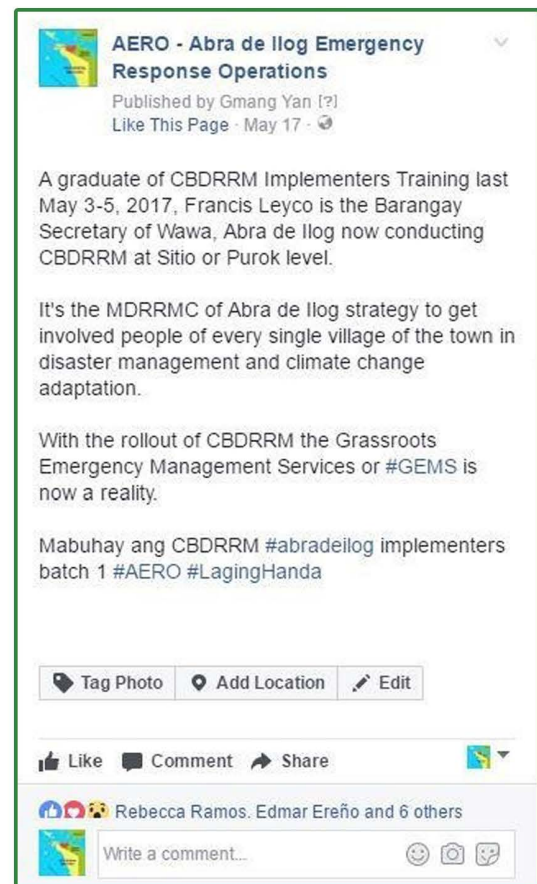 AERO - Abra de Ilog Emergency
Response Operations
Published by Gmang Yan [?]
Like This Page · May 17 ·
A graduate of CBDRRM Implementers Training last
May 3-5, 2017, Francis Leyco is the Barangay
Secretary of Wawa, Abra de Ilog now conducting
CBDRRM at Sitio or Purok level.
It's the MDRRMC of Abra de Ilog strategy to get
involved people of every single village of the town in
disaster management and climate change
adaptation.
With the rollout of CBDRRM the Grassroots
Emergency Management Services or #GEMS is
now a reality.
Mabuhay ang CBDRRM #abradeilog implementers
batch 1 #AERO #LagingHanda
Tag Photo Add Location Edit
Like Comment Share
Rebecca Ramos. Edmar Ereño and 6 others
Write a comment...